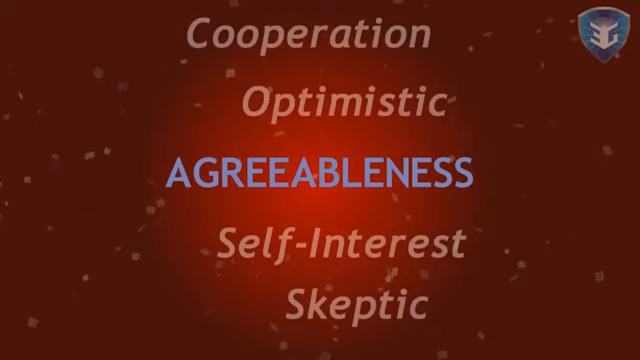 Cooperation
Optimistic
AGREEABLENESS
Self-Interest
Skeptic